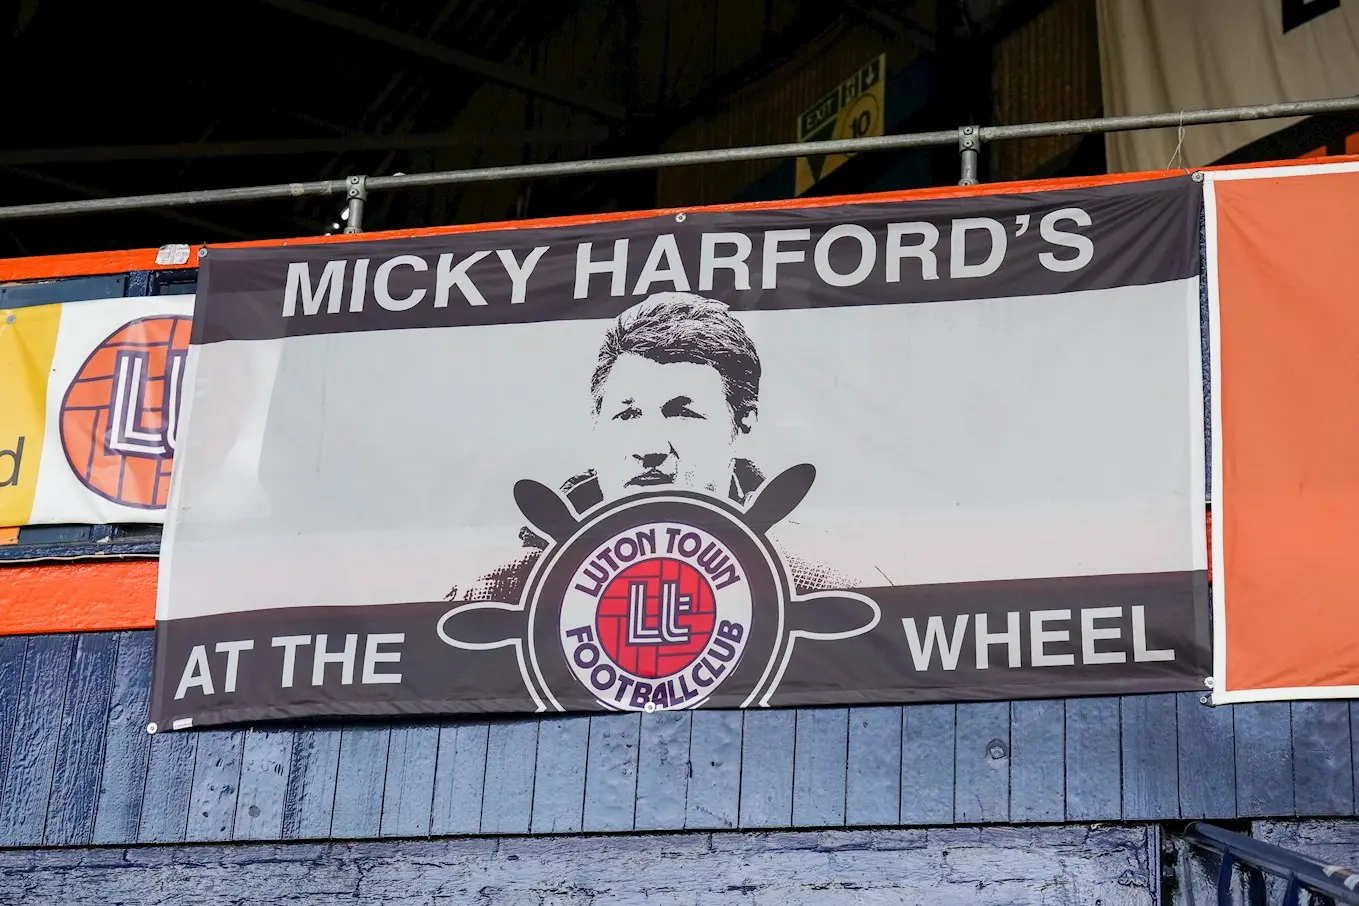 EXIT
10
MICKY HARFORD'S
d
LUTON TOWN
FOOTBALL CLUB
AT THE WHEEL